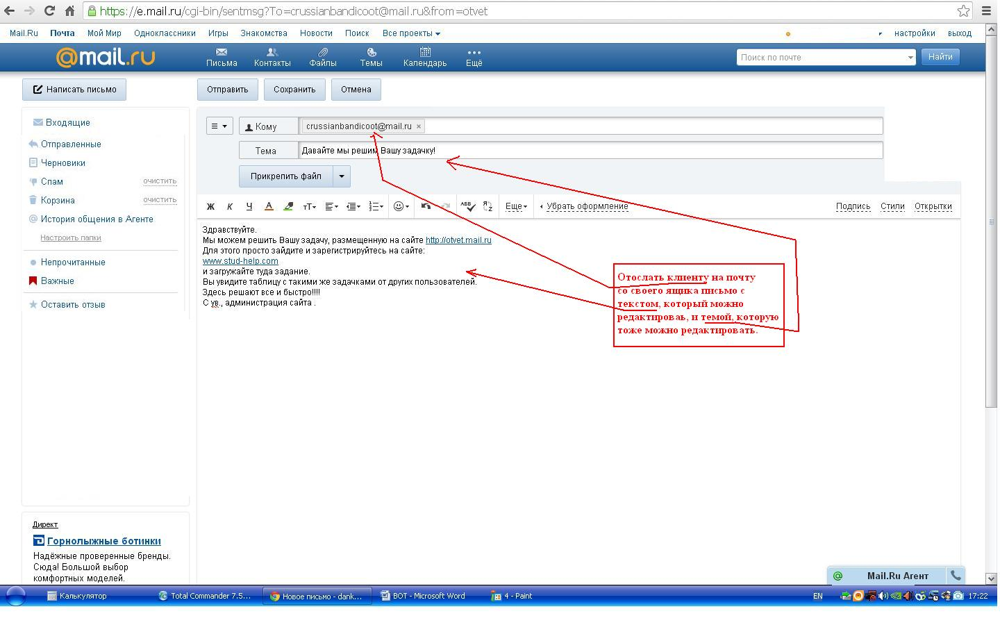 https://e.mail.ru/cgi-bin/sentmsg?To=crussianbandicoot@mail.ru&from=otvet
Mail.Ru Почта Мой Мир Одноклассники Игры Знакомства Новости Поиск Все проекты настройки выход
@mail.ru Письма Контакты Файлы Темы Календарь Ещё Поиск по почте Найти
Написать письмо Отправить Сохранить Отмена
Входящие
Отправленные
Черновики
Спам очистить
Корзина очистить
История общения в Агенте
Настроить папки
Непрочитанные
Важные
Оставить отзыв
Кому crussianbandicoot@mail.ru ×
Тема Давайте мы решим Вашу задачку!
Прикрепить файл
Ж К Ч А тТ АБВ Я Z Еще Убрать оформление Подпись Стили Открытки
Здравствуйте.
Мы можем решить Вашу задачу, размещенную на сайте http://otvet.mail.ru
Для этого просто зайдите и зарегистрируйтесь на сайте:
www.stud-help.com
и загружайте туда задание.
Вы увидите таблицу с такими же задачками от других пользователей.
Здесь решают все и быстро!!!!
С ув., администрация сайта .
Отослать клиенту на почту
со своего ящика письмо с
текстом, который можно
редактироваь, и темой, которую
тоже можно редактировать.
Директ
Горнолыжные ботинки
Надёжные проверенные бренды.
Сюда! Большой выбор
комфортных моделей.
Mail.Ru Агент
Калькулятор Total Commander 7.5... Новое письмо - dank... BOT - Microsoft Word 4 - Paint EN 17:22